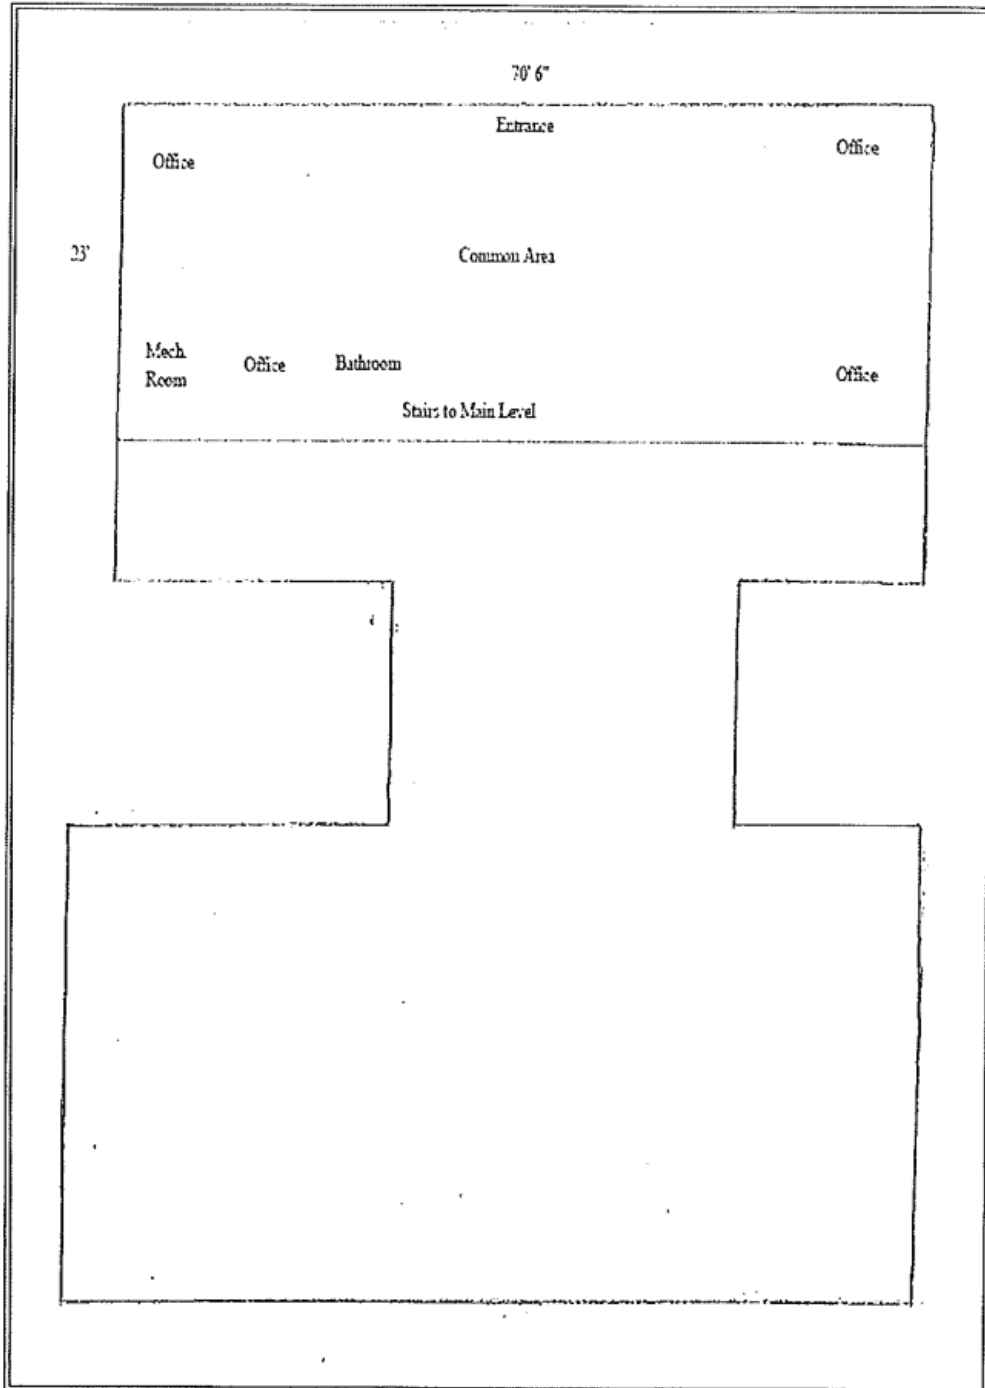 70' 6"
Entrance
Office
Office
23'
Common Area
Mech.
Room
Office
Bathroom
Office
Stairs to Main Level